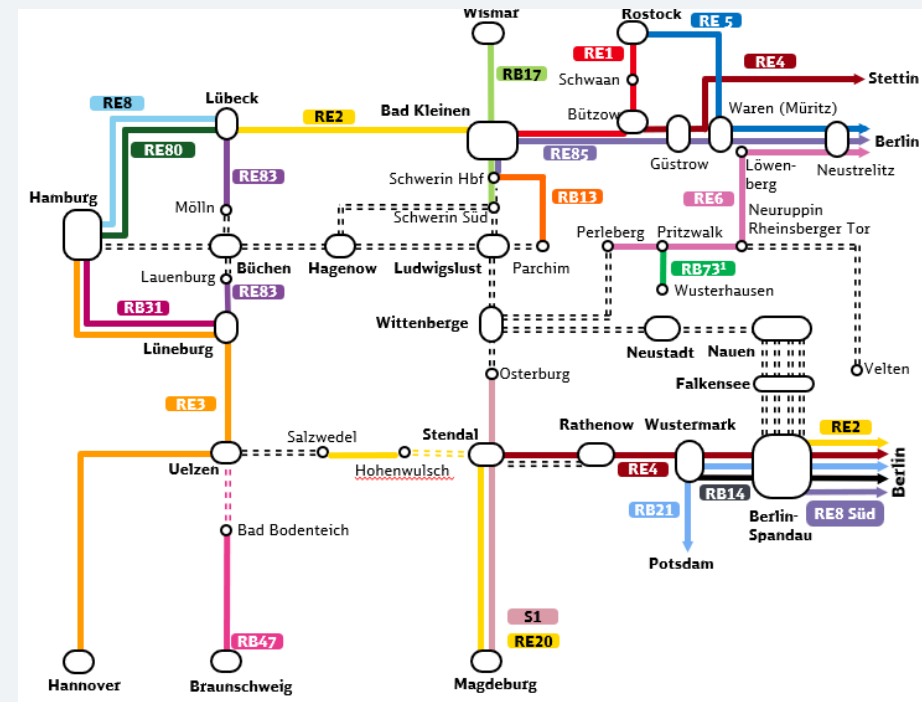 Wismar
Rostock
RE 5
RE1
RE4
RB17
Schwaan
Stettin
RE8
Lübeck
RE2
Bad Kleinen
Bützow
Waren (Müritz)
RE80
RE85
Berlin
Güstrow
Löwen-
berg
Neustrelitz
RE83
Schwerin Hbf
Hamburg
Mölln
RB13
RE6
Schwerin Süd
Neuruppin
Rheinsberger Tor
Perleberg
Pritzwalk
Büchen
Hagenow
Ludwigslust
Parchim
Lauenburg
RB73¹
RE83
Wusterhausen
RB31
Wittenberge
Lüneburg
Neustadt
Nauen
Velten
Osterburg
Falkensee
RE3
Rathenow
Wustermark
RE2
Salzwedel
Stendal
Uelzen
Hohenwulsch
RE4
Berlin
RB14
RB21
Berlin-
Spandau
RE8 Süd
Bad Bodenteich
Potsdam
S1
RB47
RE20
Hannover
Braunschweig
Magdeburg